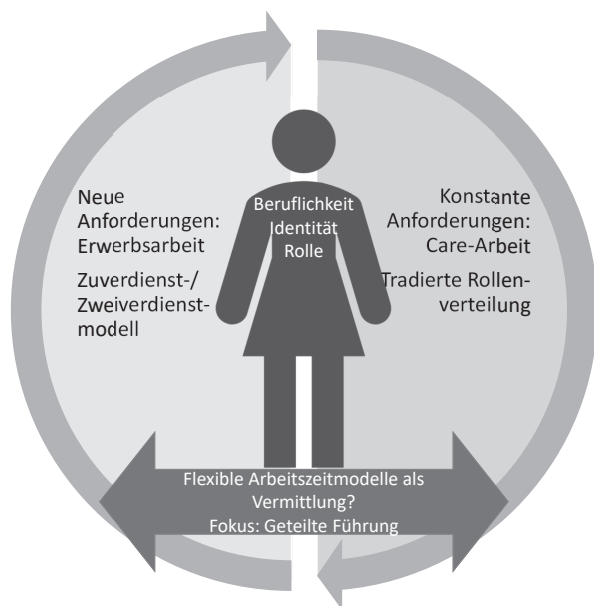 Neue
Anforderungen:
Erwerbsarbeit
Zuverdienst-/
Zweiverdienst-
modell
Beruflichkeit
Identität
Rolle
Konstante
Anforderungen:
Care-Arbeit
Tradierte Rollen-
verteilung
Flexible Arbeitszeitmodelle als
Vermittlung?
Fokus: Geteilte Führung